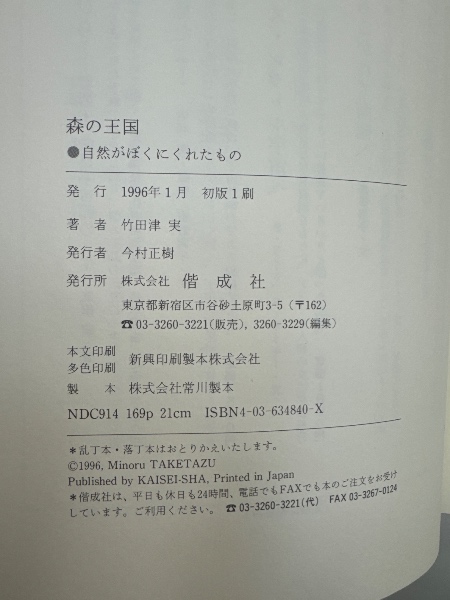 森の王国
●自然がぼくにくれたもの
発行 1996年1月 初版1刷
著者 竹田津 実
発行者 今村正樹
発行所 株式会社 偕成社
東京都新宿区市谷砂土原町3-5（〒162）
☎03-3260-3221（販売），3260-3229（編集）
本文印刷
多色印刷 新興印刷製本株式会社
製本 株式会社常川製本
NDC914 169p 21cm ISBN4-03-634840-X
＊乱丁本・落丁本はおとりかえいたします。
©1996, Minoru TAKETAZU
Published by KAISEI-SHA, Printed in Japan
＊偕成社は、平日も休日も24時間、電話でもFAXでも本のご注文をお受け
しています。ご利用ください。 ☎03-3260-3221（代） FAX 03-3267-0124